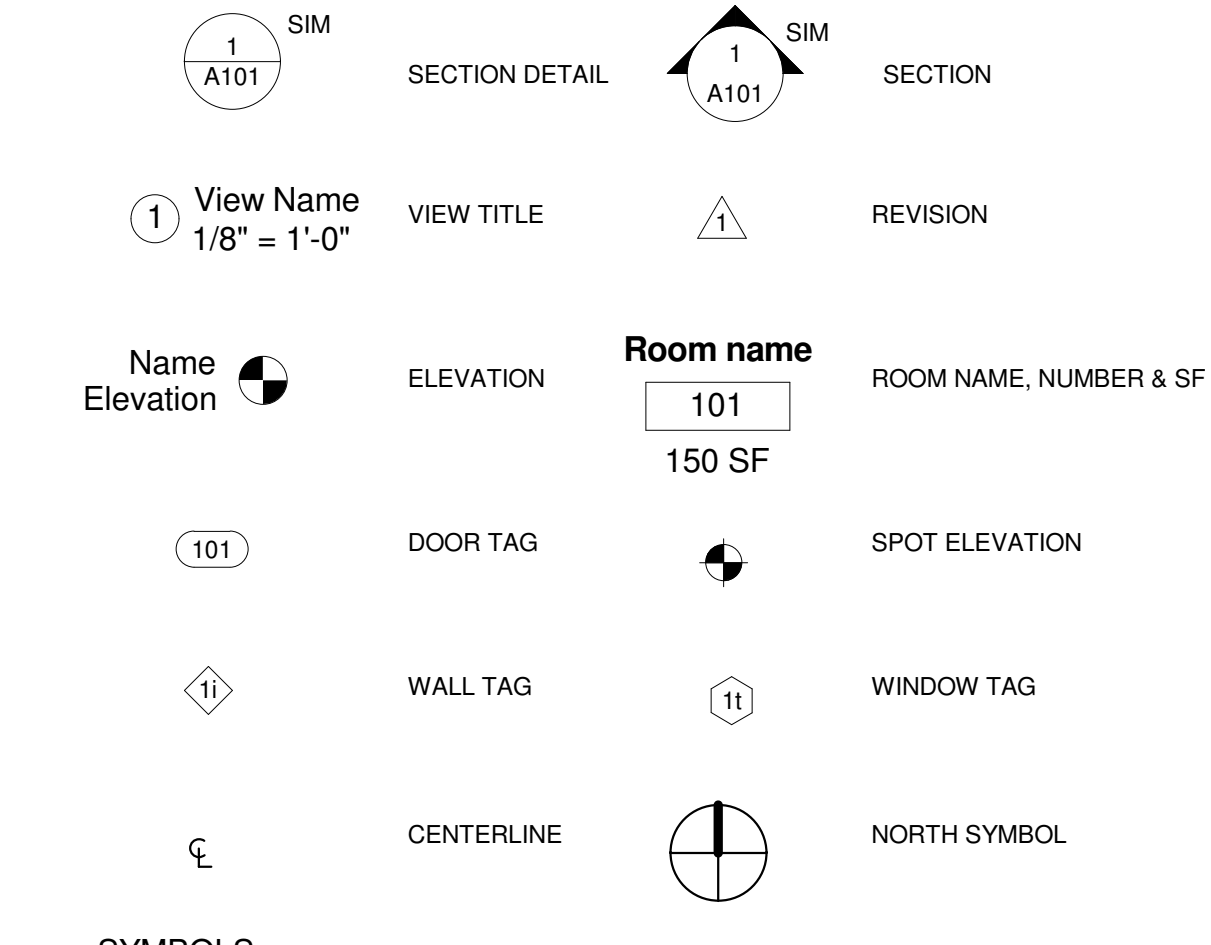 SIM
1
A101
SECTION DETAIL
SIM
1
A101
SECTION
1
View Name
1/8" = 1'-0"
VIEW TITLE
1
REVISION
Name
Elevation
ELEVATION
Room name
101
150 SF
ROOM NAME, NUMBER & SF
101
DOOR TAG
SPOT ELEVATION
1i
WALL TAG
1t
WINDOW TAG
℄
CENTERLINE
NORTH SYMBOL
SYMBOLS